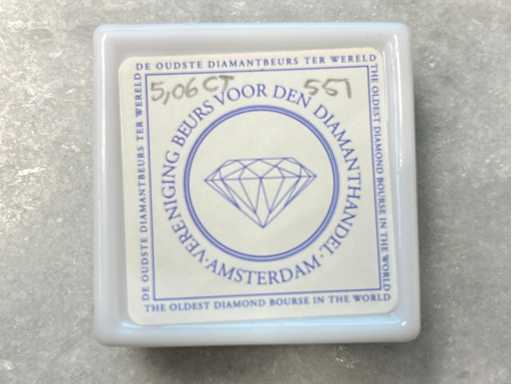 DE OUDSTE DIAMANTBEURS TER WERELD
5,06 CT 551
VERENIGING BEURS VOOR DEN DIAMANTHANDEL
· AMSTERDAM ·
DE OUDSTE DIAMANTBEURS TER WERELD
THE OLDEST DIAMOND BOURSE IN THE WORLD
THE OLDEST DIAMOND BOURSE IN THE WORLD